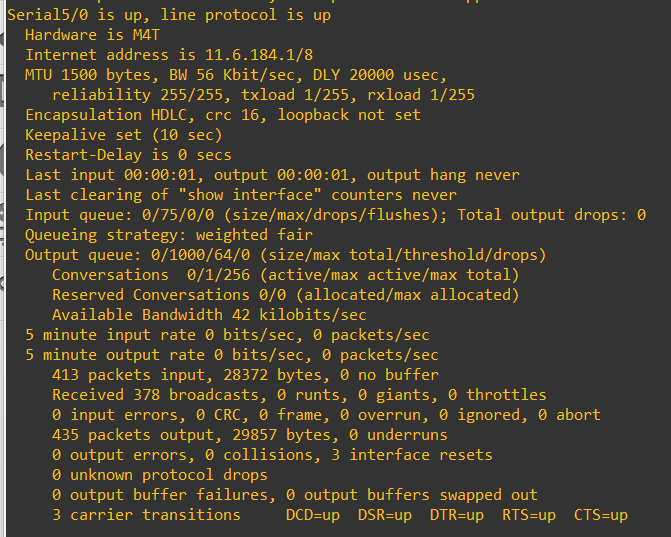 Serial5/0 is up, line protocol is up
Hardware is M4T
Internet address is 11.6.184.1/8
MTU 1500 bytes, BW 56 Kbit/sec, DLY 20000 usec,
reliability 255/255, txload 1/255, rxload 1/255
Encapsulation HDLC, crc 16, loopback not set
Keepalive set (10 sec)
Restart-Delay is 0 secs
Last input 00:00:01, output 00:00:01, output hang never
Last clearing of "show interface" counters never
Input queue: 0/75/0/0 (size/max/drops/flushes); Total output drops: 0
Queueing strategy: weighted fair
Output queue: 0/1000/64/0 (size/max total/threshold/drops)
Conversations  0/1/256 (active/max active/max total)
Reserved Conversations 0/0 (allocated/max allocated)
Available Bandwidth 42 kilobits/sec
5 minute input rate 0 bits/sec, 0 packets/sec
5 minute output rate 0 bits/sec, 0 packets/sec
413 packets input, 28372 bytes, 0 no buffer
Received 378 broadcasts, 0 runts, 0 giants, 0 throttles
0 input errors, 0 CRC, 0 frame, 0 overrun, 0 ignored, 0 abort
435 packets output, 29857 bytes, 0 underruns
0 output errors, 0 collisions, 3 interface resets
0 unknown protocol drops
0 output buffer failures, 0 output buffers swapped out
3 carrier transitions     DCD=up  DSR=up  DTR=up  RTS=up  CTS=up